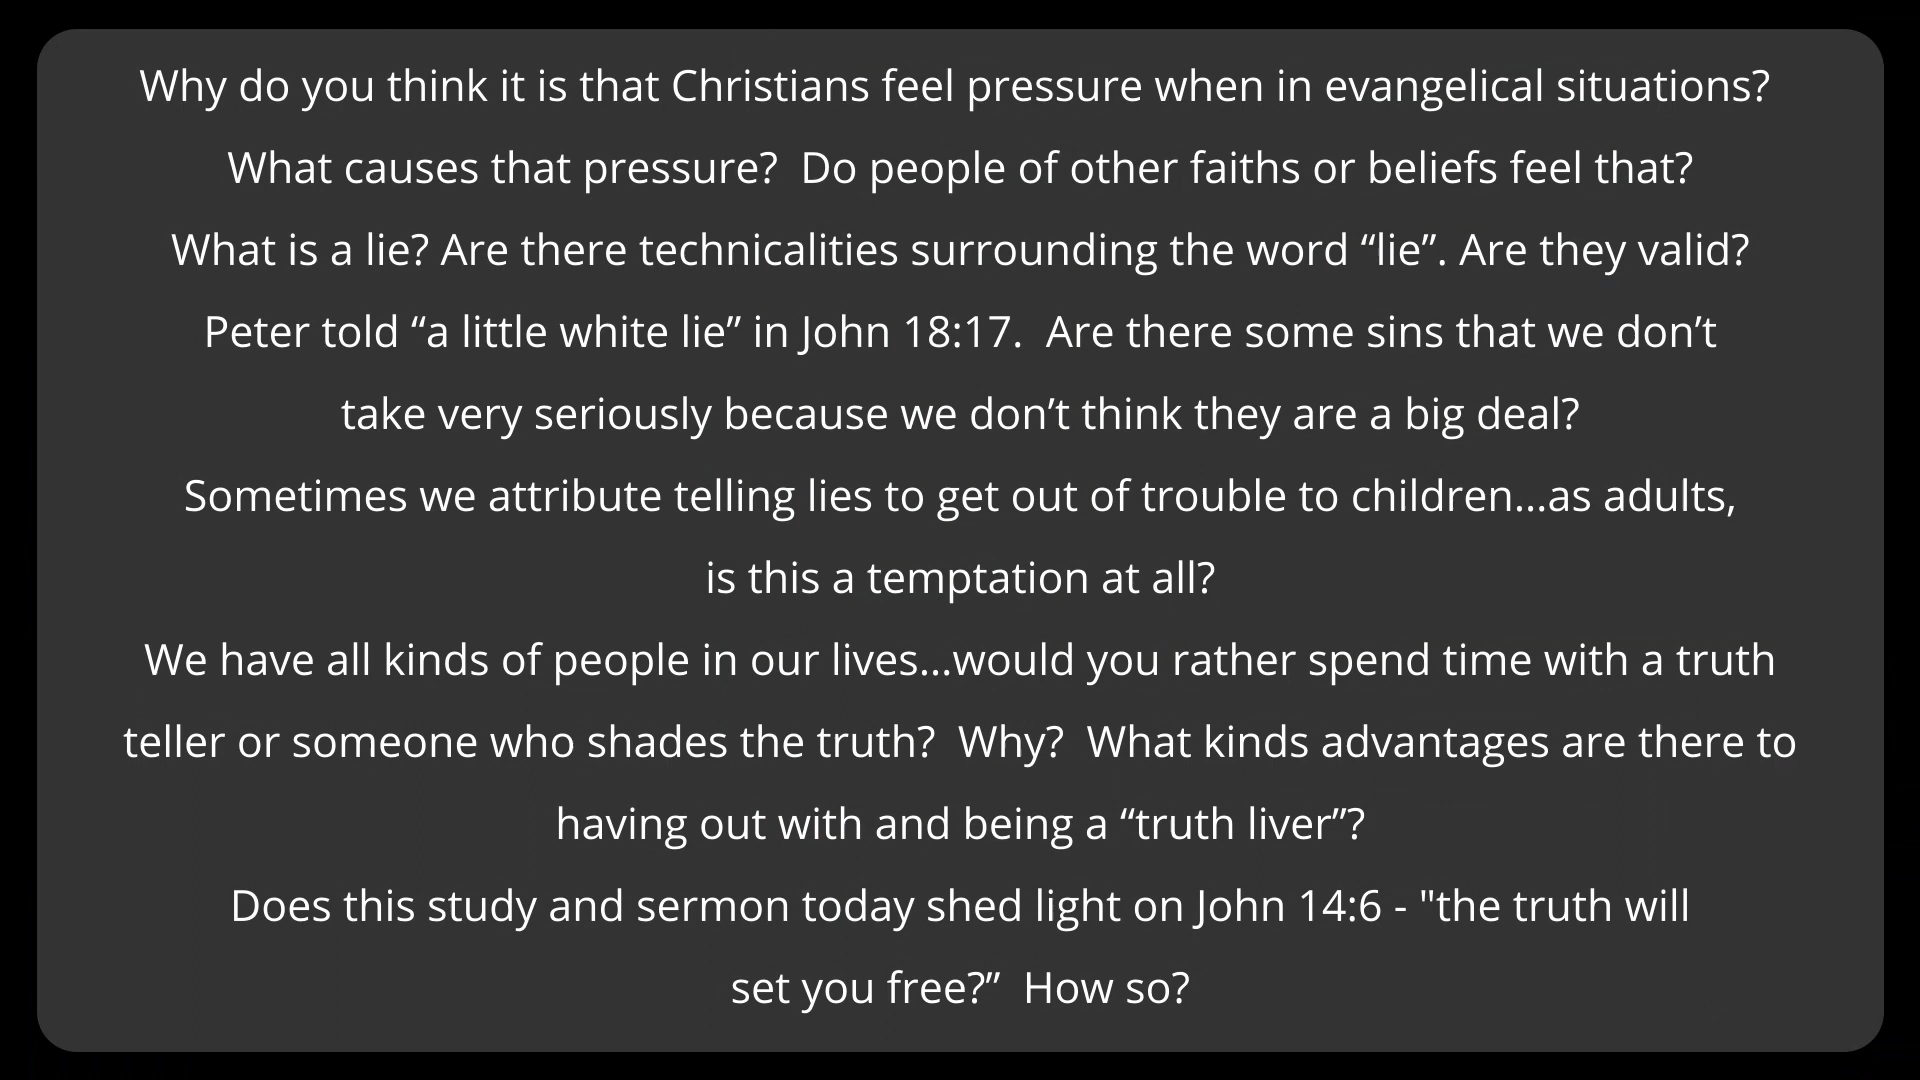 Why do you think it is that Christians feel pressure when in evangelical situations?
What causes that pressure?  Do people of other faiths or beliefs feel that?
What is a lie? Are there technicalities surrounding the word “lie”. Are they valid?
Peter told “a little white lie” in John 18:17.  Are there some sins that we don’t
take very seriously because we don’t think they are a big deal?
Sometimes we attribute telling lies to get out of trouble to children...as adults,
is this a temptation at all?
We have all kinds of people in our lives...would you rather spend time with a truth
teller or someone who shades the truth?  Why?  What kinds advantages are there to
having out with and being a “truth liver”?
Does this study and sermon today shed light on John 14:6 - "the truth will
set you free?”  How so?